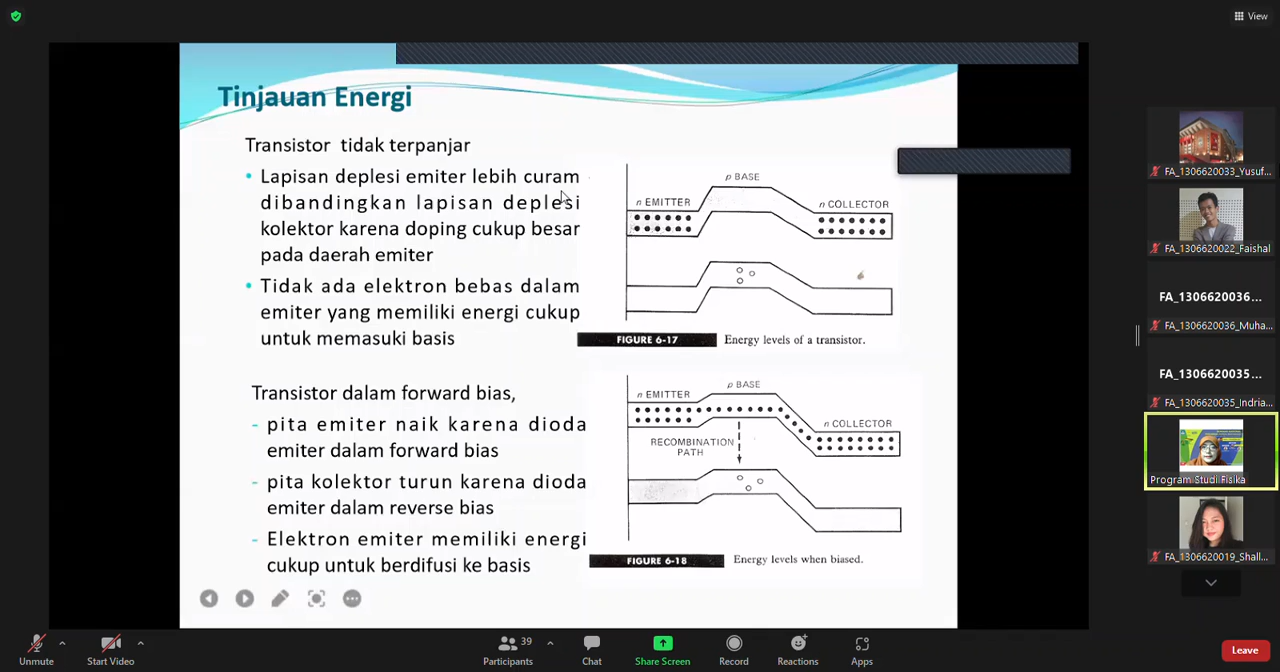 View
Tinjauan Energi
Transistor tidak terpanjar
• Lapisan deplesi emiter lebih curam
dibandingkan lapisan deplesi
kolektor karena doping cukup besar
pada daerah emiter
• Tidak ada elektron bebas dalam
emiter yang memiliki energi cukup
untuk memasuki basis
p BASE
n EMITTER
n COLLECTOR
FIGURE 6-17 Energy levels of a transistor.
Transistor dalam forward bias,
- pita emiter naik karena dioda
emiter dalam forward bias
- pita kolektor turun karena dioda
emiter dalam reverse bias
- Elektron emiter memiliki energi
cukup untuk berdifusi ke basis
p BASE
n EMITTER
n COLLECTOR
RECOMBINATION
PATH
FIGURE 6-18 Energy levels when biased.
FA_1306620033_Yusuf...
FA_1306620022_Faishal
FA_1306620036...
FA_1306620036_Muha...
FA_1306620035...
FA_1306620035_Indria...
Program Studi Fisika
FA_1306620019_Shall...
Unmute
Start Video
39
Participants
Chat
Share Screen
Record
Reactions
Apps
Leave